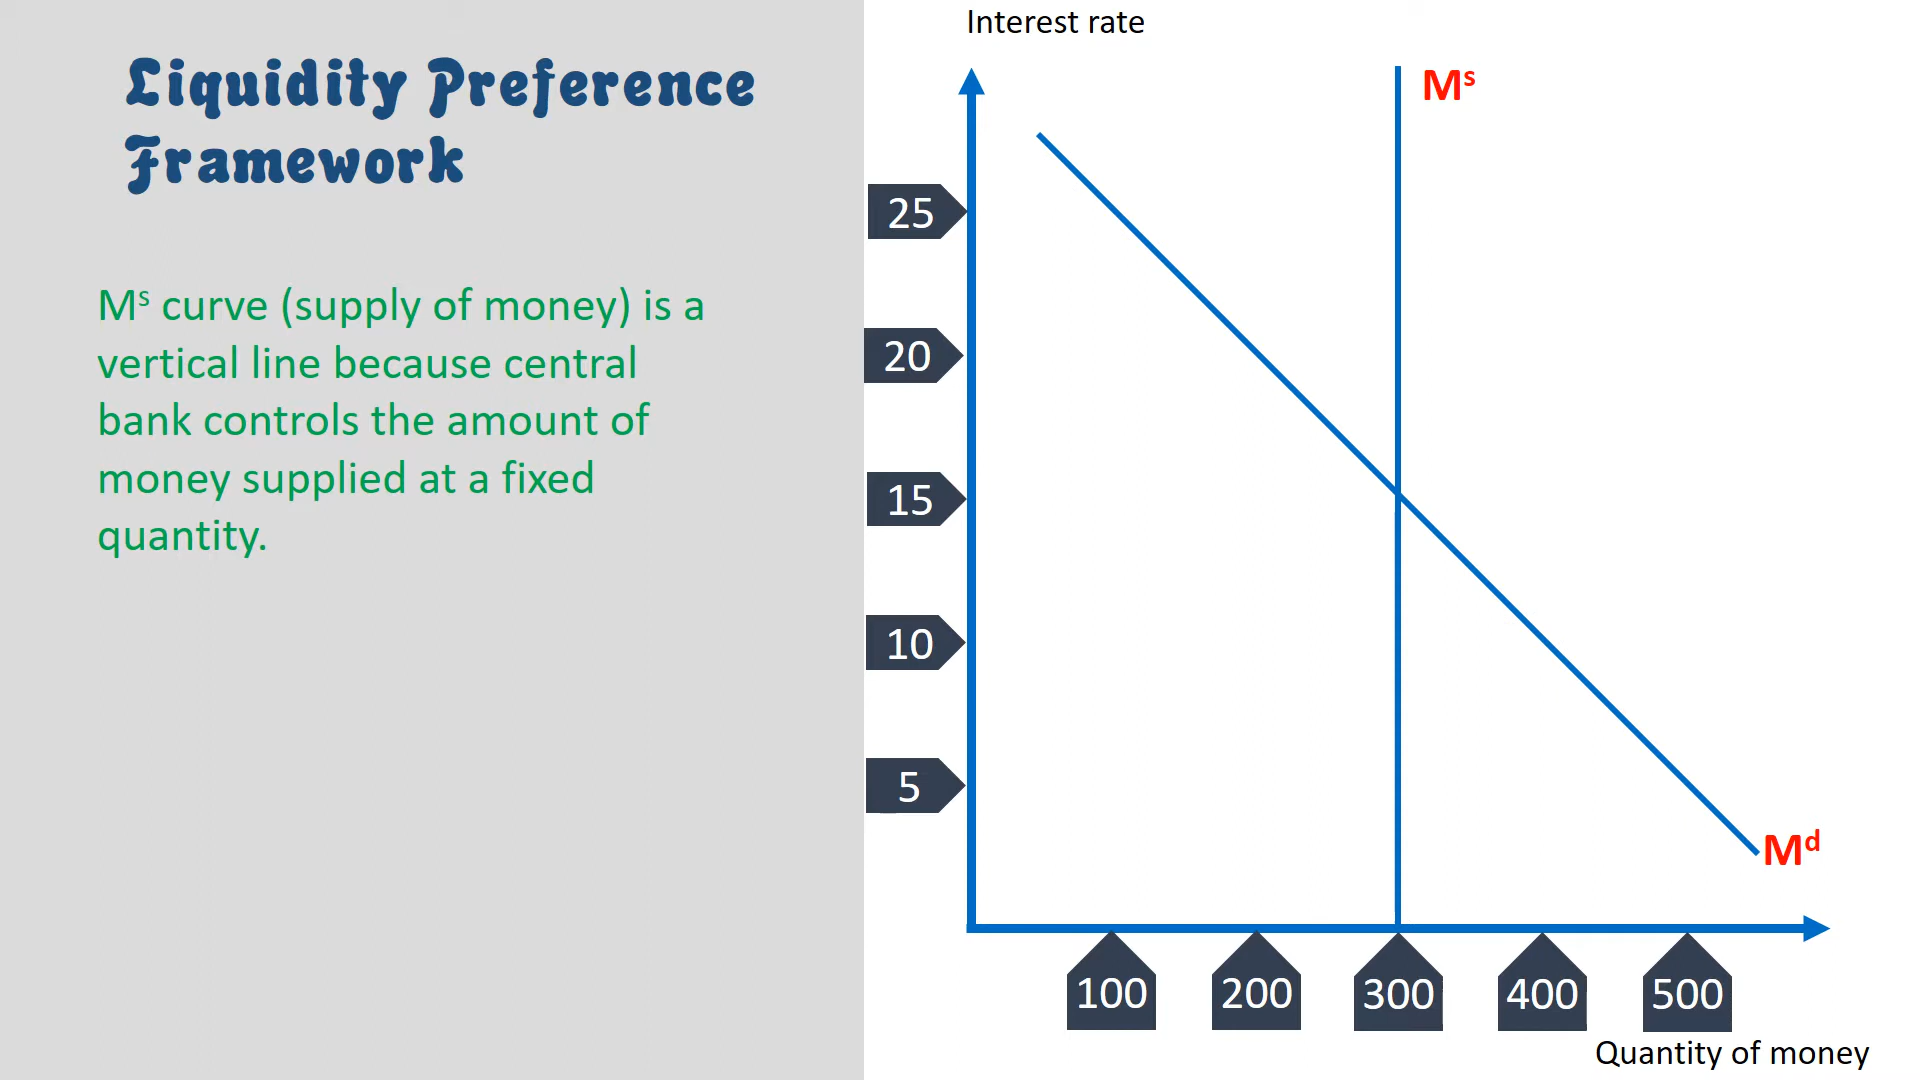 Liquidity Preference
Framework
Mˢ curve (supply of money) is a
vertical line because central
bank controls the amount of
money supplied at a fixed
quantity.
Interest rate
Mˢ
25
20
15
10
5
Mᵈ
100 200 300 400 500
Quantity of money